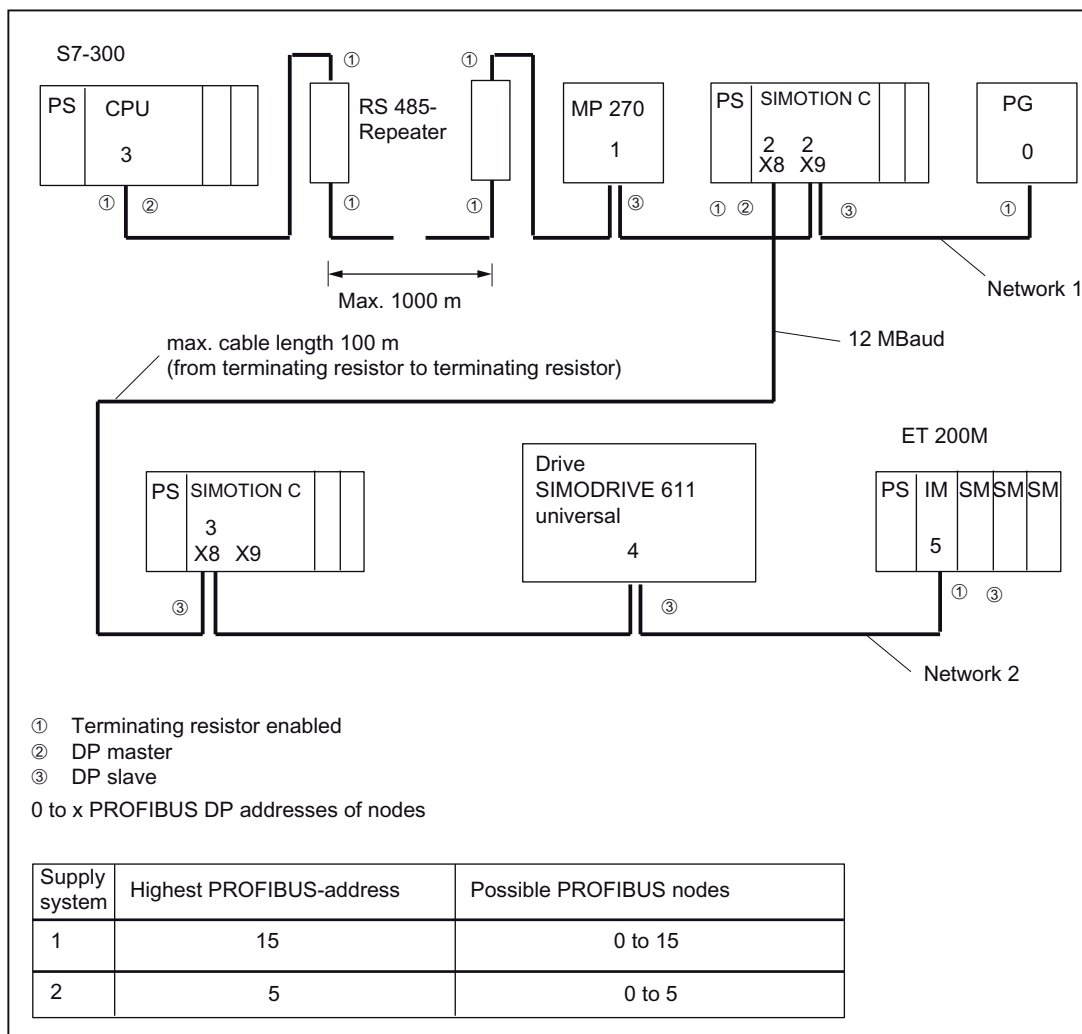 S7-300
PS
CPU
3
①
②
①
RS 485-
Repeater
①
①
①
MP 270
1
③
PS
SIMOTION C
2 2
X8 X9
① ②
③
PG
0
①
Network 1
Max. 1000 m
12 MBaud
max. cable length 100 m
(from terminating resistor to terminating resistor)
PS
SIMOTION C
3
X8 X9
③
Drive
SIMODRIVE 611
universal
4
③
ET 200M
PS IM SM SM SM
5
① ③
Network 2
① Terminating resistor enabled
② DP master
③ DP slave
0 to x PROFIBUS DP addresses of nodes
Supply system
Highest PROFIBUS-address
Possible PROFIBUS nodes
1 15 0 to 15
2 5 0 to 5